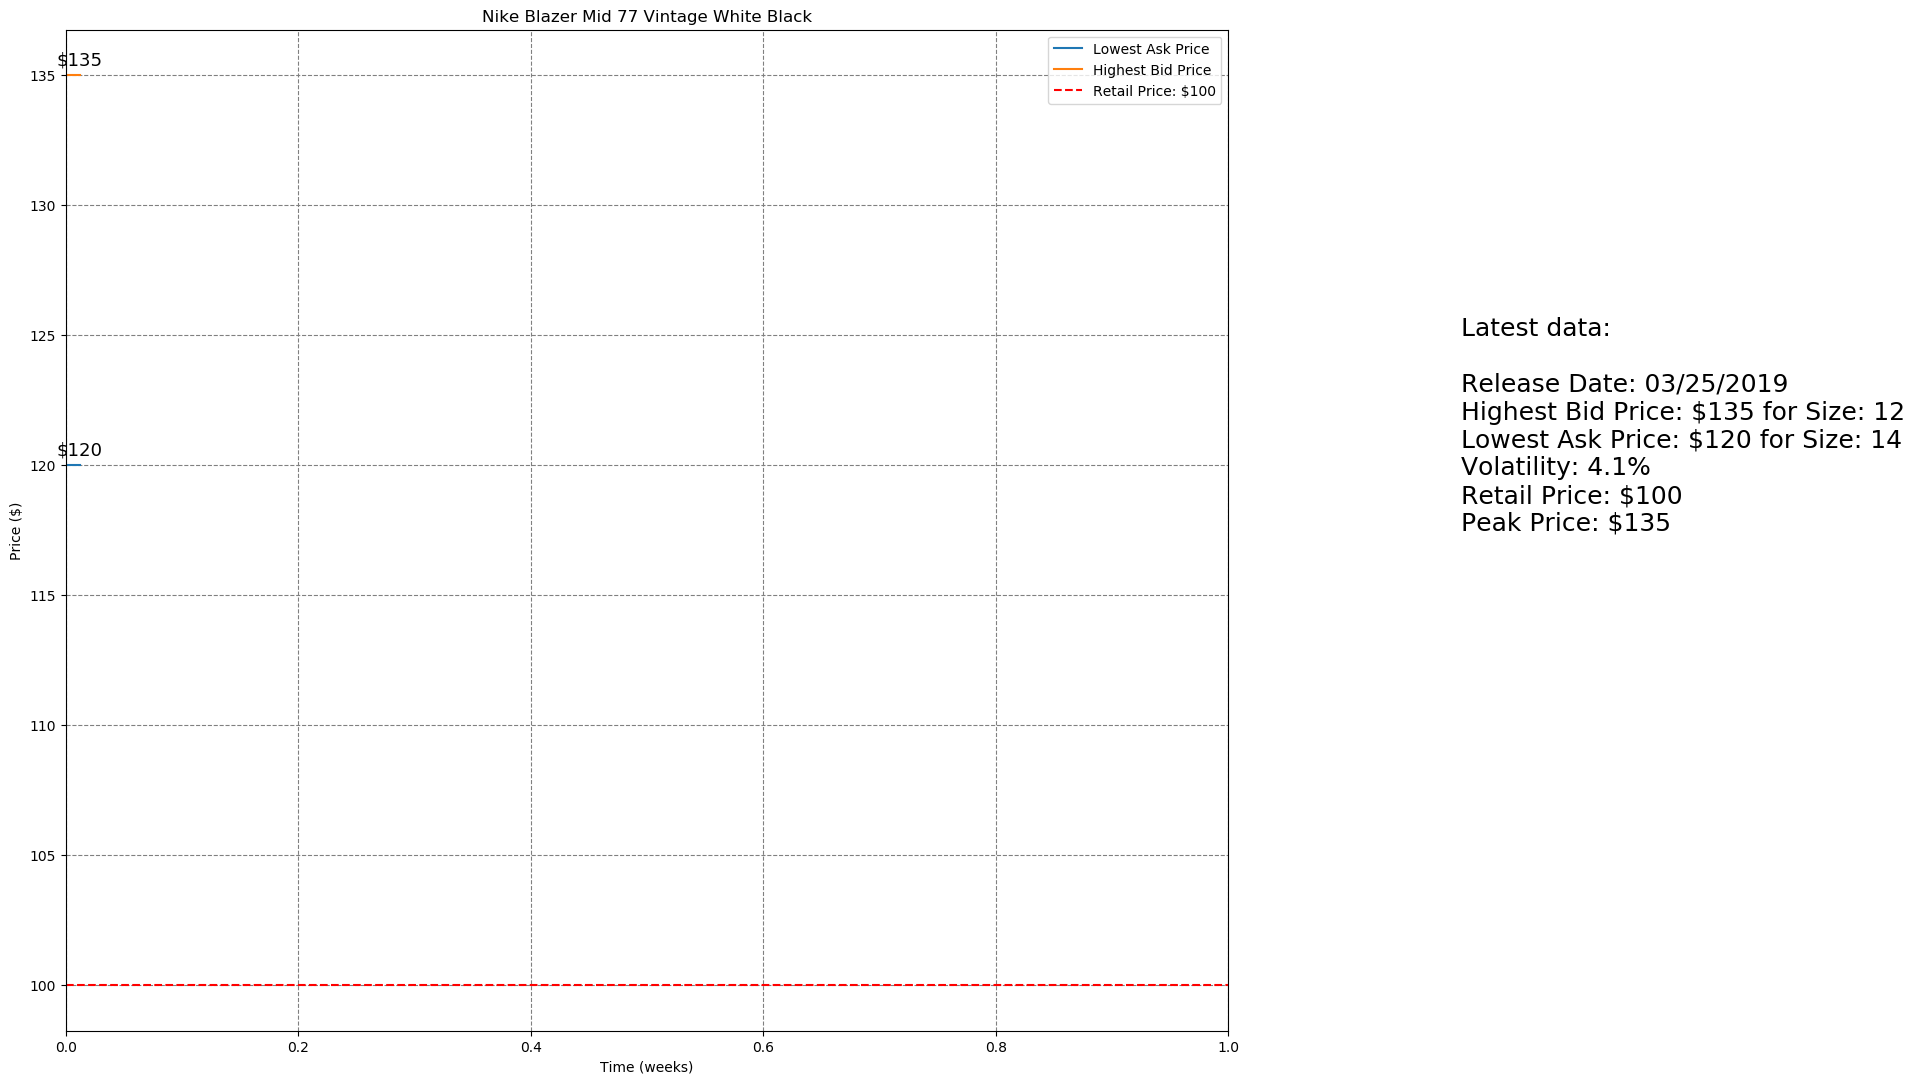 Nike Blazer Mid 77 Vintage White Black
Lowest Ask Price
Highest Bid Price
Retail Price: $100
$135
$120
135
130
125
120
115
110
105
100
Price ($)
0.0 0.2 0.4 0.6 0.8 1.0
Time (weeks)
Latest data:
Release Date: 03/25/2019
Highest Bid Price: $135 for Size: 12
Lowest Ask Price: $120 for Size: 14
Volatility: 4.1%
Retail Price: $100
Peak Price: $135